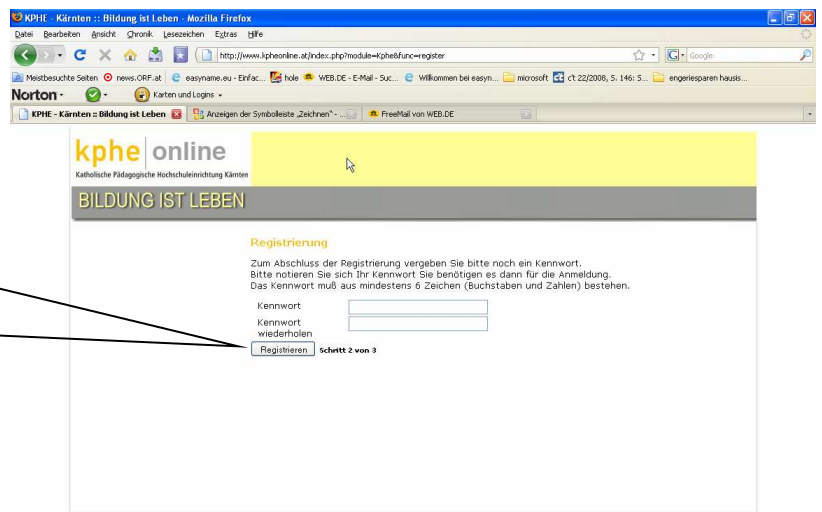 KPHE - Kärnten :: Bildung ist Leben - Mozilla Firefox
Datei Bearbeiten Ansicht Chronik Lesezeichen Extras Hilfe
http://www.kpheonline.at/index.php?module=Kphe&func=register
Google
Meistbesuchte Seiten news.ORF.at easyname.eu - Einfac... hole WEB.DE - E-Mail - Suc... Willkommen bei easyn... microsoft c't 22/2008, S. 146: S... engeriesparen hausis...
Norton Karten und Logins
KPHE - Kärnten :: Bildung ist Leben Anzeigen der Symbolleiste „Zeichnen" - ... FreeMail von WEB.DE
kphe online
Katholische Pädagogische Hochschuleinrichtung Kärnten
BILDUNG IST LEBEN
Registrierung
Zum Abschluss der Registrierung vergeben Sie bitte noch ein Kennwort.
Bitte notieren Sie sich Ihr Kennwort Sie benötigen es dann für die Anmeldung.
Das Kennwort muß aus mindestens 6 Zeichen (Buchstaben und Zahlen) bestehen.
Kennwort
Kennwort
wiederholen
Registrieren Schritt 2 von 3